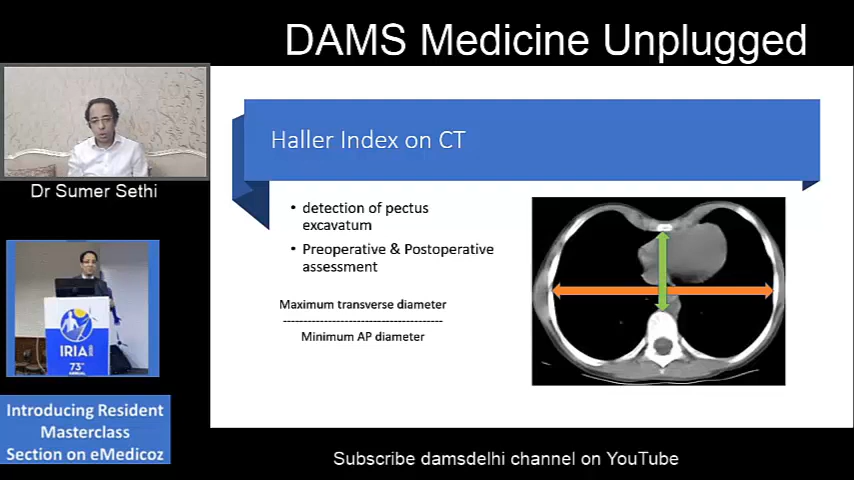 DAMS Medicine Unplugged
Dr Sumer Sethi
Haller Index on CT
• detection of pectus
excavatum
• Preoperative & Postoperative
assessment
Maximum transverse diameter
----------------------------------------
Minimum AP diameter
IRIA
73
Introducing Resident
Masterclass
Section on eMedicoz
Subscribe damsdelhi channel on YouTube